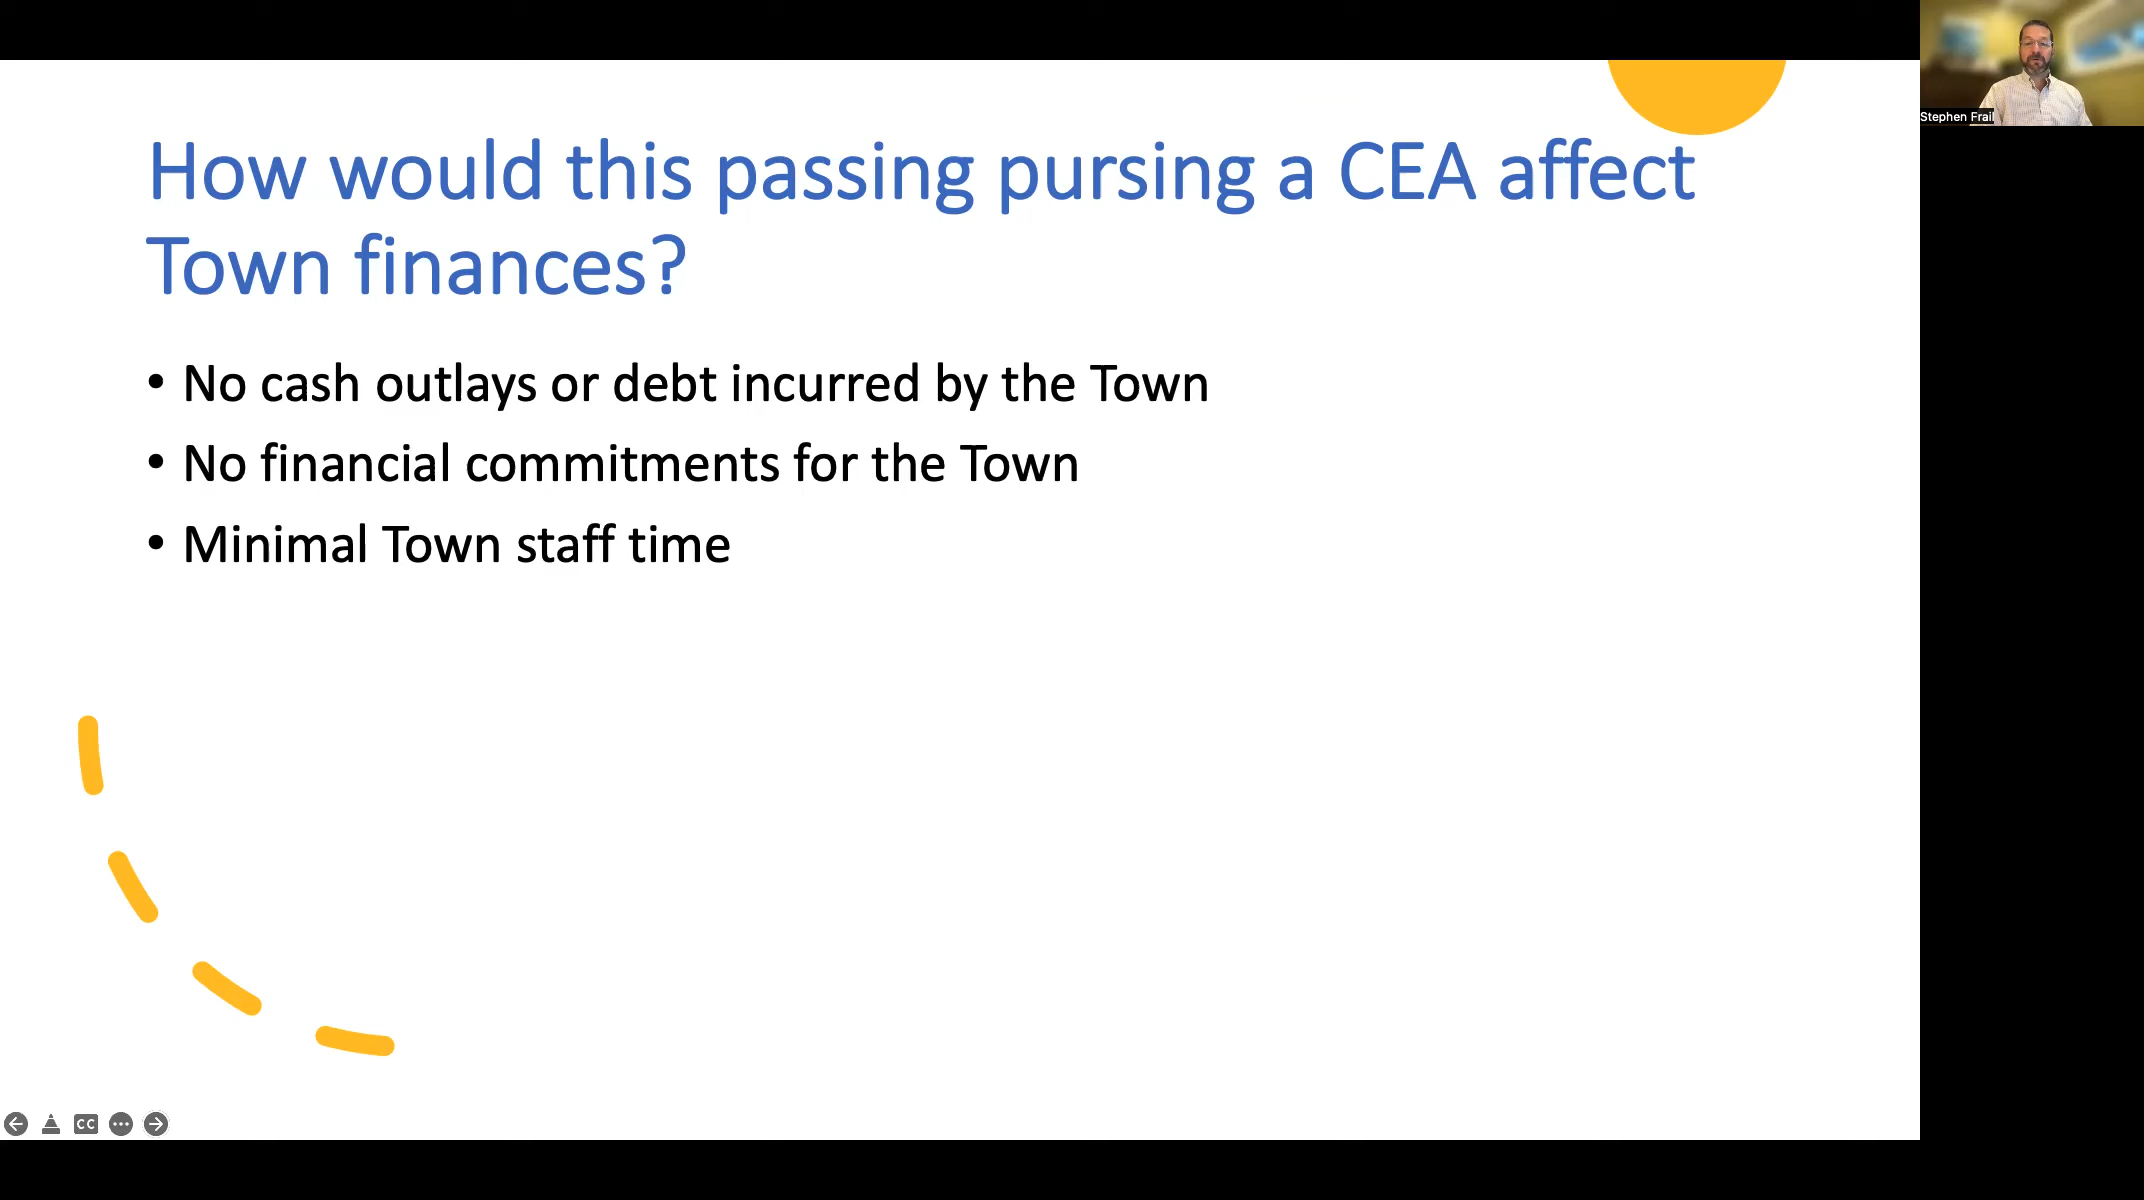 How would this passing pursing a CEA affect
Town finances?
• No cash outlays or debt incurred by the Town
• No financial commitments for the Town
• Minimal Town staff time
Stephen Frail
CC